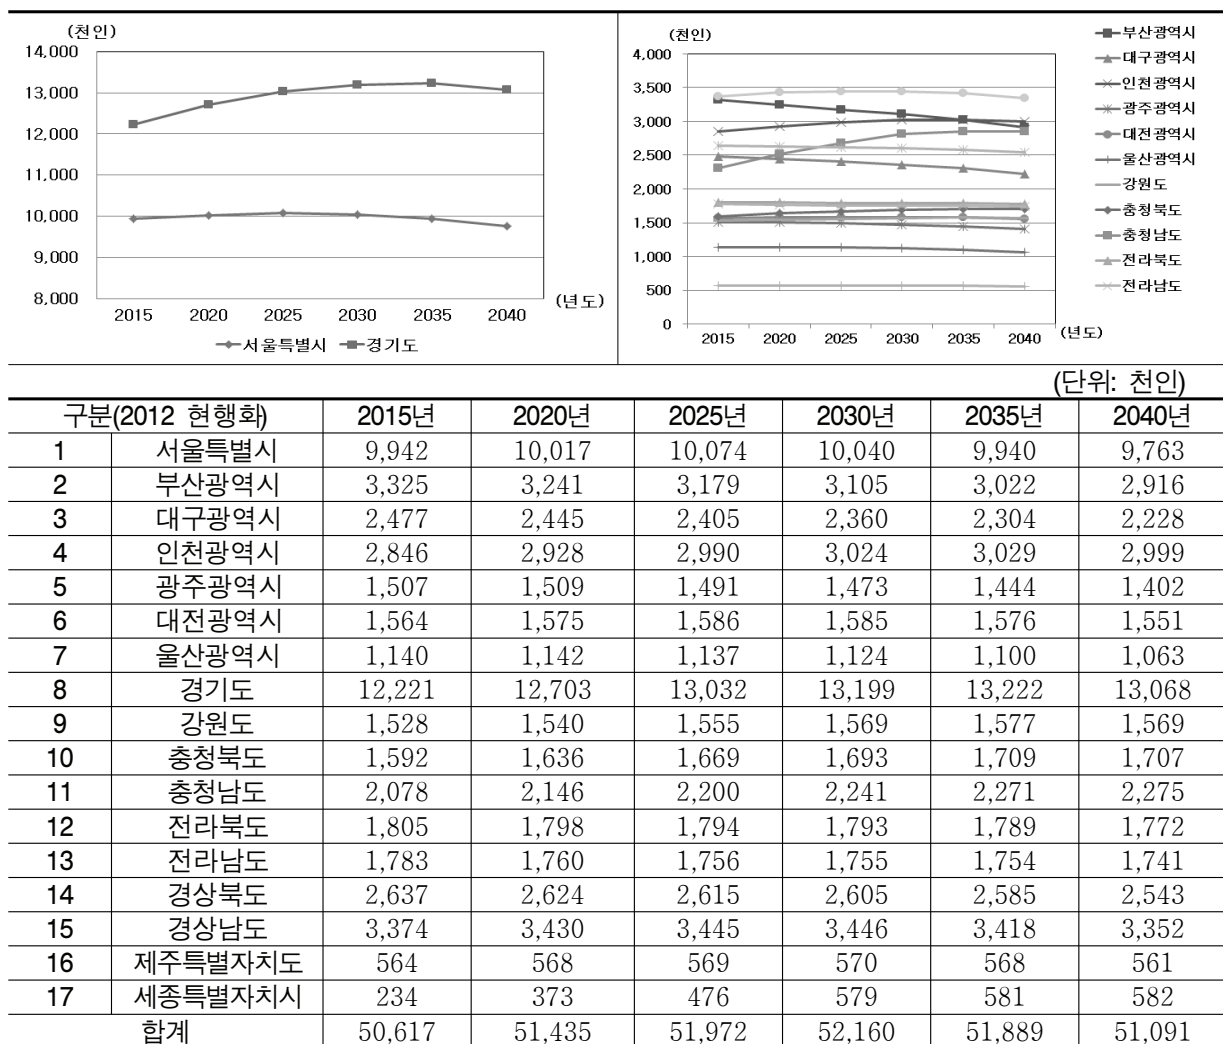 (천인)
14,000
13,000
12,000
11,000
10,000
9,000
8,000
2015 2020 2025 2030 2035 2040
(년도)
서울특별시 경기도
(천인)
4,000
3,500
3,000
2,500
2,000
1,500
1,000
500
0
2015 2020 2025 2030 2035 2040
(년도)
부산광역시
대구광역시
인천광역시
광주광역시
대전광역시
울산광역시
강원도
충청북도
충청남도
전라북도
전라남도
(단위: 천인)
구분(2012 현행화) 2015년 2020년 2025년 2030년 2035년 2040년
1 서울특별시 9,942 10,017 10,074 10,040 9,940 9,763
2 부산광역시 3,325 3,241 3,179 3,105 3,022 2,916
3 대구광역시 2,477 2,445 2,405 2,360 2,304 2,228
4 인천광역시 2,846 2,928 2,990 3,024 3,029 2,999
5 광주광역시 1,507 1,509 1,491 1,473 1,444 1,402
6 대전광역시 1,564 1,575 1,586 1,585 1,576 1,551
7 울산광역시 1,140 1,142 1,137 1,124 1,100 1,063
8 경기도 12,221 12,703 13,032 13,199 13,222 13,068
9 강원도 1,528 1,540 1,555 1,569 1,577 1,569
10 충청북도 1,592 1,636 1,669 1,693 1,709 1,707
11 충청남도 2,078 2,146 2,200 2,241 2,271 2,275
12 전라북도 1,805 1,798 1,794 1,793 1,789 1,772
13 전라남도 1,783 1,760 1,756 1,755 1,754 1,741
14 경상북도 2,637 2,624 2,615 2,605 2,585 2,543
15 경상남도 3,374 3,430 3,445 3,446 3,418 3,352
16 제주특별자치도 564 568 569 570 568 561
17 세종특별자치시 234 373 476 579 581 582
합계 50,617 51,435 51,972 52,160 51,889 51,091